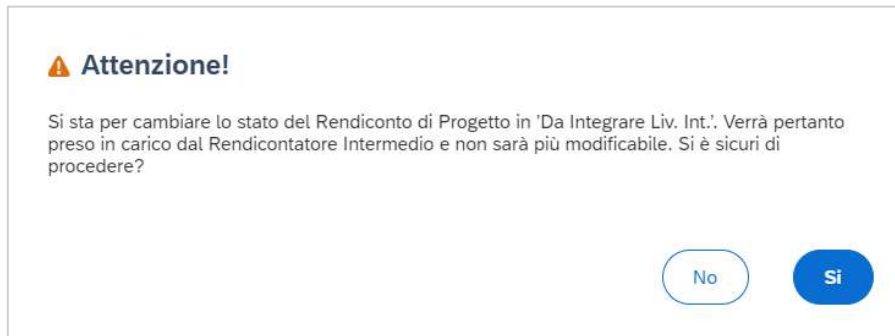 Attenzione!
Si sta per cambiare lo stato del Rendiconto di Progetto in 'Da Integrare Liv. Int.'. Verrà pertanto
preso in carico dal Rendicontatore Intermedio e non sarà più modificabile. Si è sicuri di
procedere?
No
Si